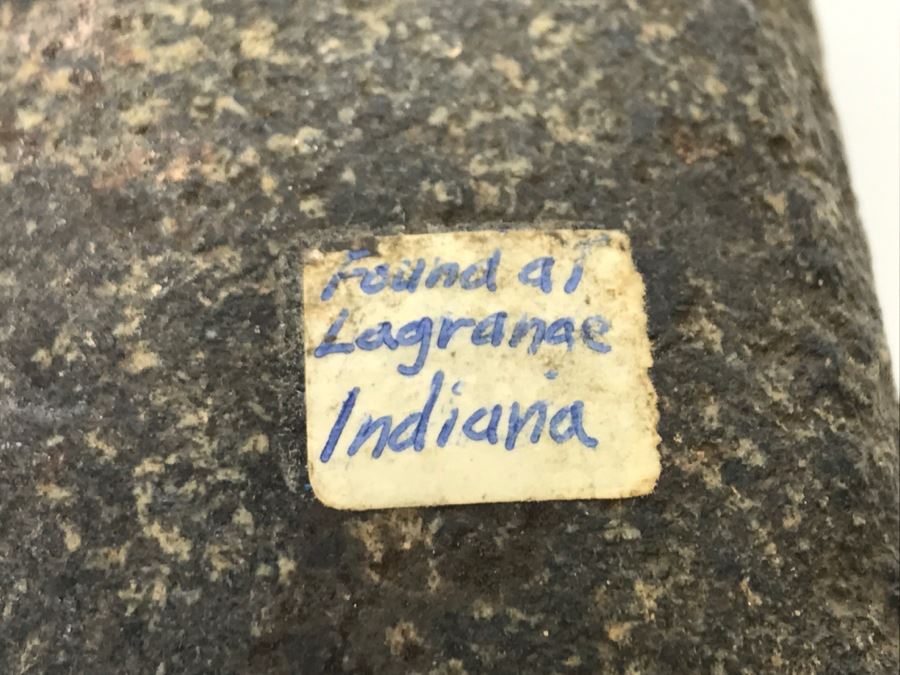 Found at
Lagrange
Indiana